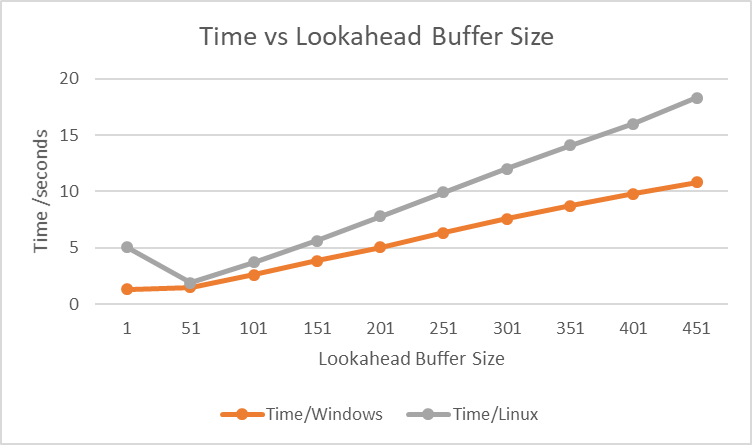 Time vs Lookahead Buffer Size
20
15
10
5
0
Time /seconds
1 51 101 151 201 251 301 351 401 451
Lookahead Buffer Size
Time/Windows Time/Linux